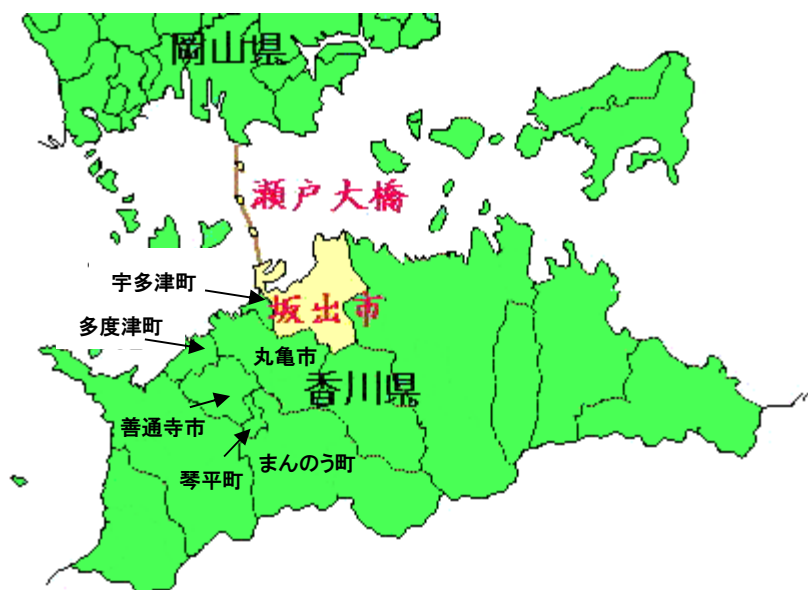 岡山県
瀬戸大橋
宇多津町
坂出市
多度津町
丸亀市
香川県
善通寺市
琴平町
まんのう町